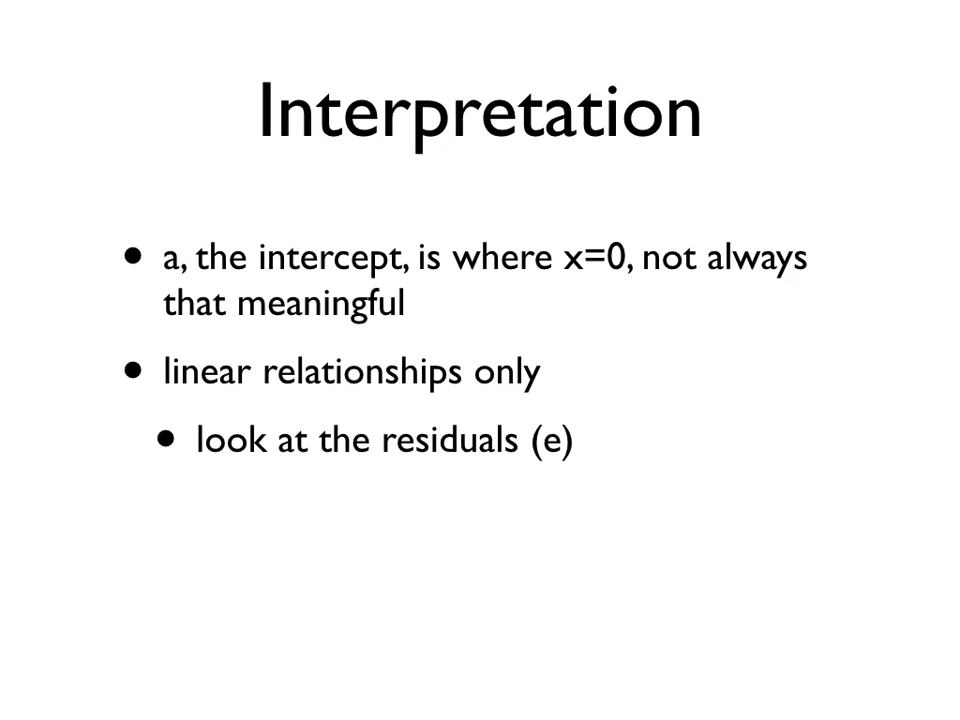 Interpretation
• a, the intercept, is where x=0, not always
that meaningful
• linear relationships only
• look at the residuals (e)